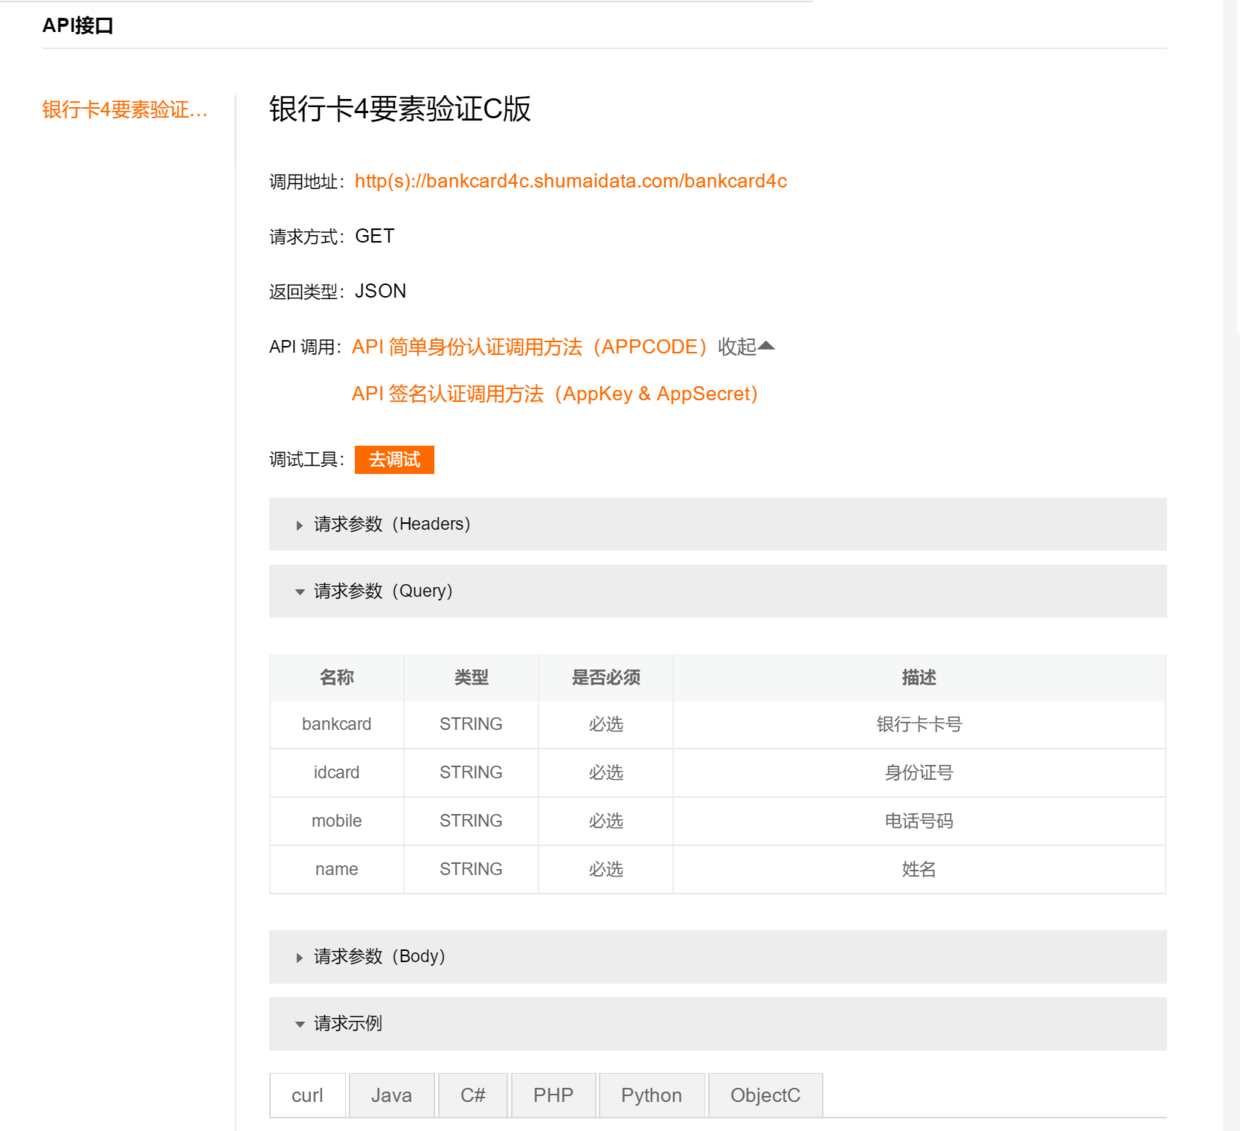 API接口
银行卡4要素验证...
银行卡4要素验证C版
调用地址：http(s)://bankcard4c.shumaidata.com/bankcard4c
请求方式：GET
返回类型：JSON
API 调用：API 简单身份认证调用方法（APPCODE）收起
API 签名认证调用方法（AppKey & AppSecret）
调试工具：去调试
请求参数（Headers）
请求参数（Query）
名称 类型 是否必须 描述
bankcard STRING 必选 银行卡卡号
idcard STRING 必选 身份证号
mobile STRING 必选 电话号码
name STRING 必选 姓名
请求参数（Body）
请求示例
curl Java C# PHP Python ObjectC